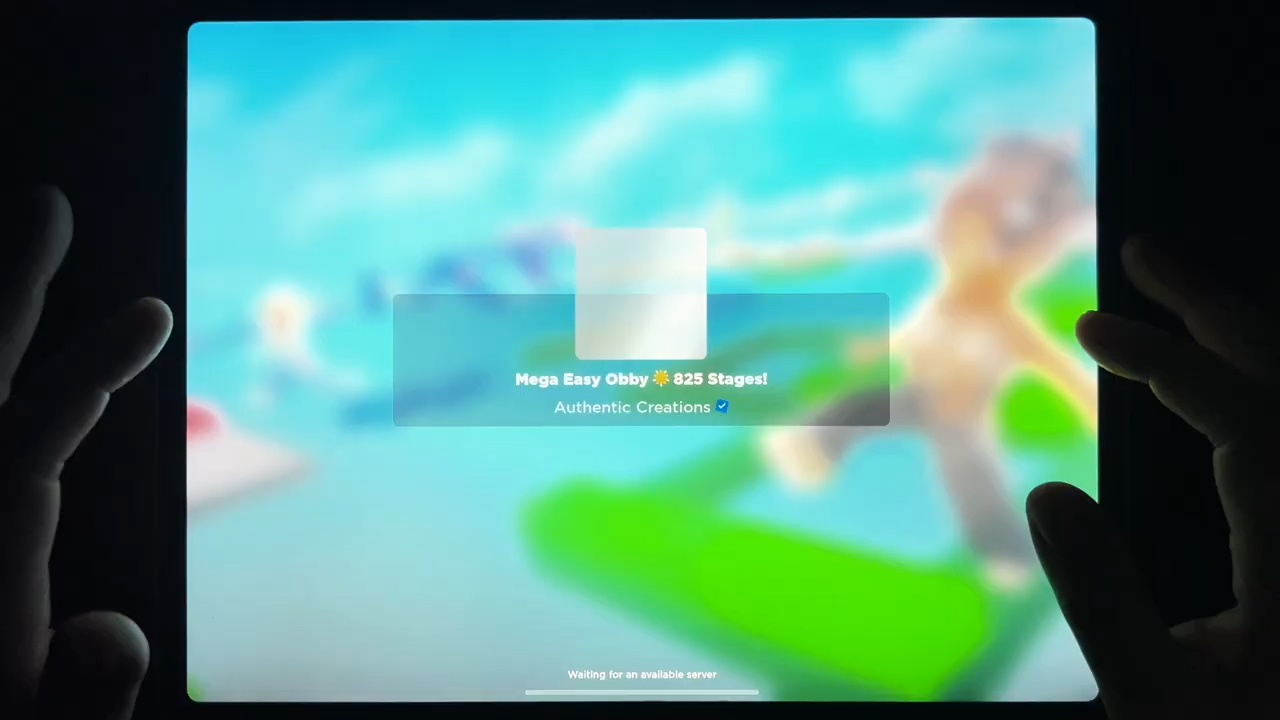 Mega Easy Obby ☀️ 825 Stages!
Authentic Creations
Waiting for an available server